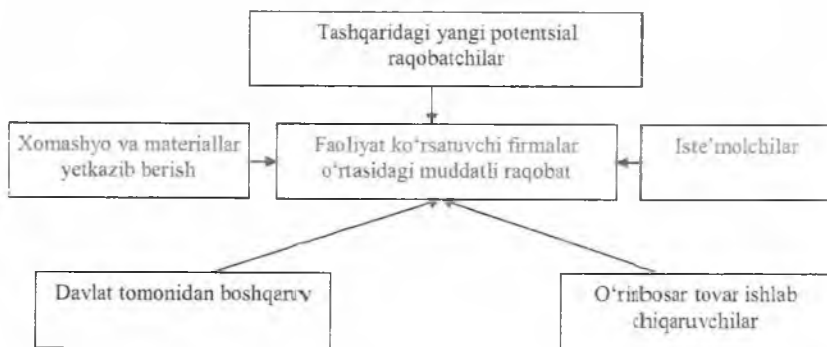 Tashqaridagi yangi potentsial
raqobatchilar
Xomashyo va materiallar
yetkazib berish
Faoliyat ko‘rsatuvchi firmalar
o‘rtasidagi muddatli raqobat
Iste’molchilar
Davlat tomonidan boshqaruv
O‘rinbosar tovar ishlab
chiqaruvchilar